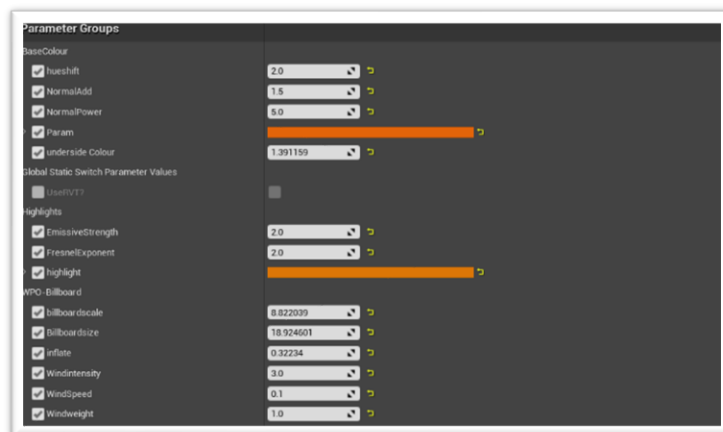 Parameter Groups
BaseColour
hueshift 2.0
NormalAdd 1.5
NormalPower 5.0
Param
underside Colour 1.391159
Global Static Switch Parameter Values
UseRVT?
Highlights
EmissiveStrength 2.0
FresnelExponent 2.0
highlight
WPO-Billboard
billboardscale 8.822039
Billboardsize 18.924601
inflate 0.32234
Windintensity 3.0
WindSpeed 0.1
Windweight 1.0